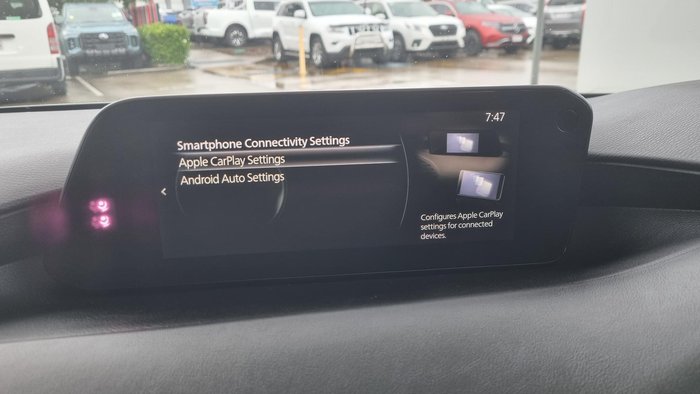 7:47
Smartphone Connectivity Settings
Apple CarPlay Settings
Android Auto Settings
Configures Apple CarPlay
settings for connected
devices.